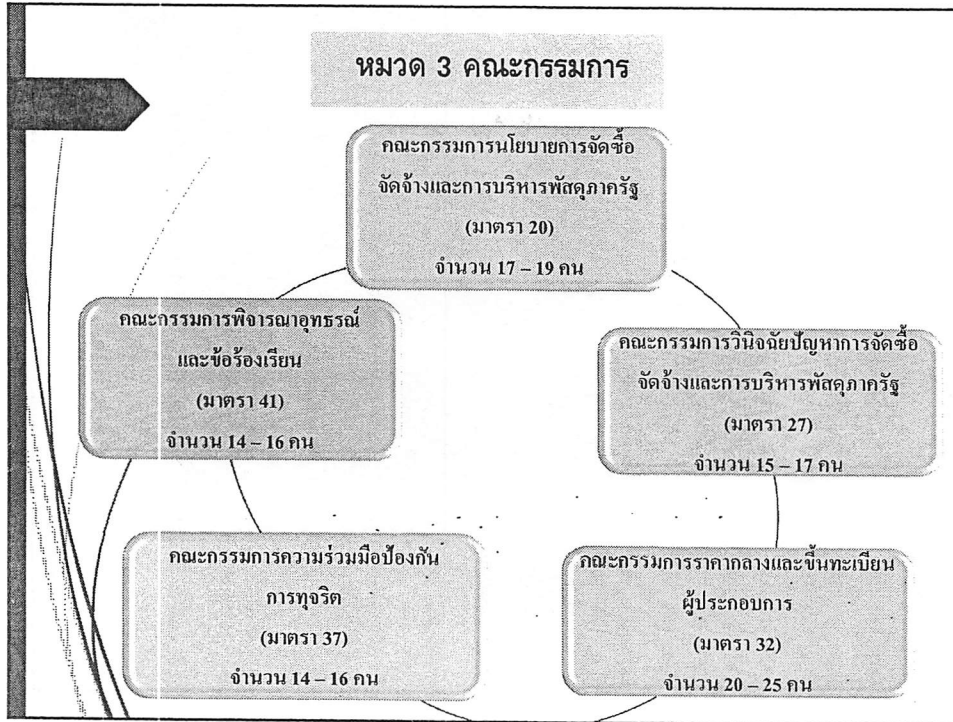 หมวด 3 คณะกรรมการ
คณะกรรมการนโยบายการจัดซื้อ
จัดจ้างและการบริหารพัสดุภาครัฐ
(มาตรา 20)
จำนวน 17 – 19 คน
คณะกรรมการวินิจฉัยปัญหาการจัดซื้อ
จัดจ้างและการบริหารพัสดุภาครัฐ
(มาตรา 27)
จำนวน 15 – 17 คน
คณะกรรมการราคากลางและขึ้นทะเบียน
ผู้ประกอบการ
(มาตรา 32)
จำนวน 20 – 25 คน
คณะกรรมการความร่วมมือป้องกัน
การทุจริต
(มาตรา 37)
จำนวน 14 – 16 คน
คณะกรรมการพิจารณาอุทธรณ์
และข้อร้องเรียน
(มาตรา 41)
จำนวน 14 – 16 คน